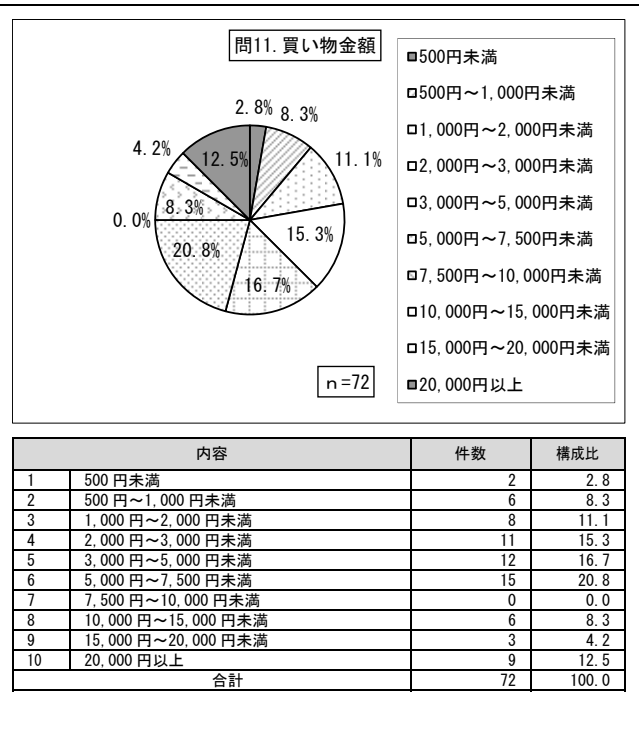 問11. 買い物金額
2.8%
8.3%
11.1%
15.3%
16.7%
20.8%
0.0%
8.3%
4.2%
12.5%
n=72
500円未満
500円～1,000円未満
1,000円～2,000円未満
2,000円～3,000円未満
3,000円～5,000円未満
5,000円～7,500円未満
7,500円～10,000円未満
10,000円～15,000円未満
15,000円～20,000円未満
20,000円以上
内容 件数 構成比
1 500円未満 2 2.8
2 500円～1,000円未満 6 8.3
3 1,000円～2,000円未満 8 11.1
4 2,000円～3,000円未満 11 15.3
5 3,000円～5,000円未満 12 16.7
6 5,000円～7,500円未満 15 20.8
7 7,500円～10,000円未満 0 0.0
8 10,000円～15,000円未満 6 8.3
9 15,000円～20,000円未満 3 4.2
10 20,000円以上 9 12.5
合計 72 100.0